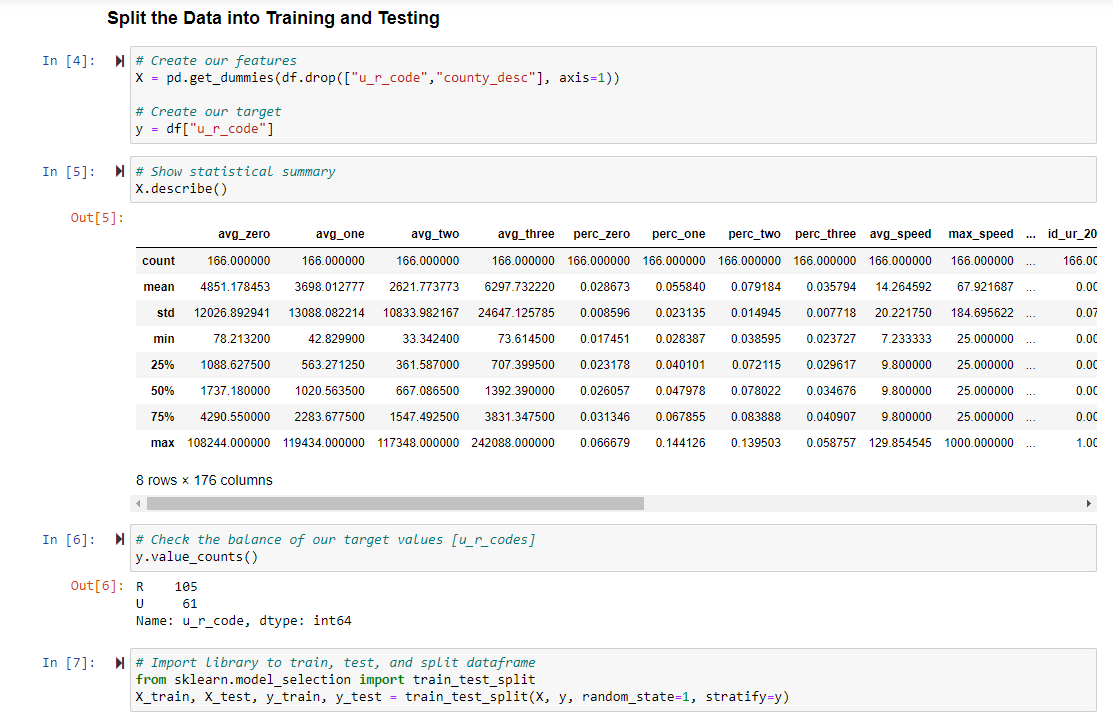 Split the Data into Training and Testing
In [4]:
# Create our features
X = pd.get_dummies(df.drop(["u_r_code","county_desc"], axis=1))
# Create our target
y = df["u_r_code"]
In [5]:
# Show statistical summary
X.describe()
Out[5]:
avg_zero avg_one avg_two avg_three perc_zero perc_one perc_two perc_three avg_speed max_speed ... id_ur_20
count 166.000000 166.000000 166.000000 166.000000 166.000000 166.000000 166.000000 166.000000 166.000000 166.000000 ... 166.00
mean 4851.178453 3698.012777 2621.773773 6297.732220 0.028673 0.055840 0.079184 0.035794 14.264592 67.921687 ... 0.00
std 12026.892941 13088.082214 10833.982167 24647.125785 0.008596 0.023135 0.014945 0.007718 20.221750 184.695622 ... 0.07
min 78.213200 42.829900 33.342400 73.614500 0.017451 0.028387 0.038595 0.023727 7.233333 25.000000 ... 0.00
25% 1088.627500 563.271250 361.587000 707.399500 0.023178 0.040101 0.072115 0.029617 9.800000 25.000000 ... 0.00
50% 1737.180000 1020.563500 667.086500 1392.390000 0.026057 0.047978 0.078022 0.034676 9.800000 25.000000 ... 0.00
75% 4290.550000 2283.677500 1547.492500 3831.347500 0.031346 0.067855 0.083888 0.040907 9.800000 25.000000 ... 0.00
max 108244.000000 119434.000000 117348.000000 242088.000000 0.066679 0.144126 0.139503 0.058757 129.854545 1000.000000 ... 1.00
8 rows × 176 columns
In [6]:
# Check the balance of our target values [u_r_codes]
y.value_counts()
Out[6]:
R 105
U 61
Name: u_r_code, dtype: int64
In [7]:
# Import library to train, test, and split dataframe
from sklearn.model_selection import train_test_split
X_train, X_test, y_train, y_test = train_test_split(X, y, random_state=1, stratify=y)